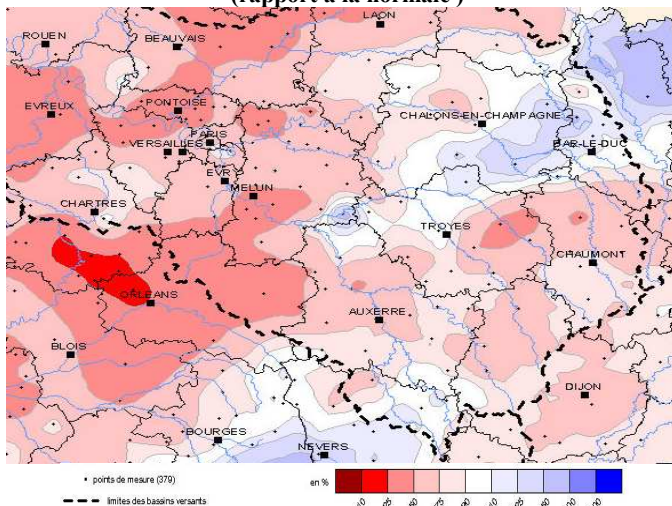 (rapport à la normale )
LAON
ROUEN
BEAUVAIS
EVREUX
PONTOISE
CHALONS-EN-CHAMPAGNE
PARIS
VERSAILLES
BAR-LE-DUC
EVR
MELUN
CHARTRES
TROYES
CHAUMONT
ORLEANS
AUXERRE
BLOIS
DIJON
BOURGES
NEVERS
points de mesure (379)
en %
limites des bassins versants